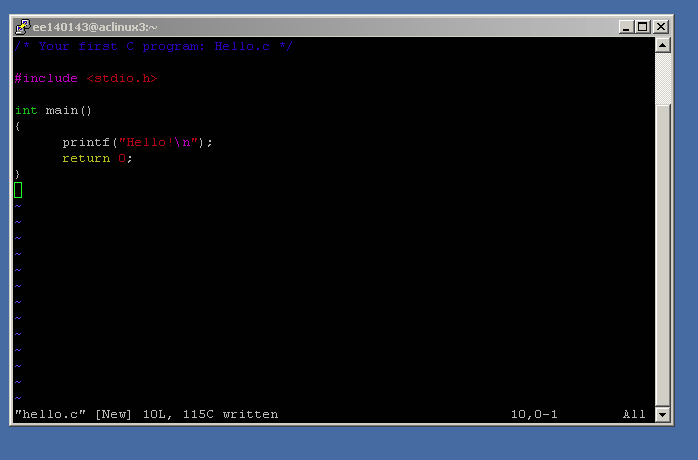 ee140143@aclinux3:~
/* Your first C program: Hello.c */
#include <stdio.h>
int main()
{
printf("Hello!\n");
return 0;
}
~
~
~
~
~
~
~
~
~
~
~
~
~
"hello.c" [New] 10L, 115C written 10,0-1 All